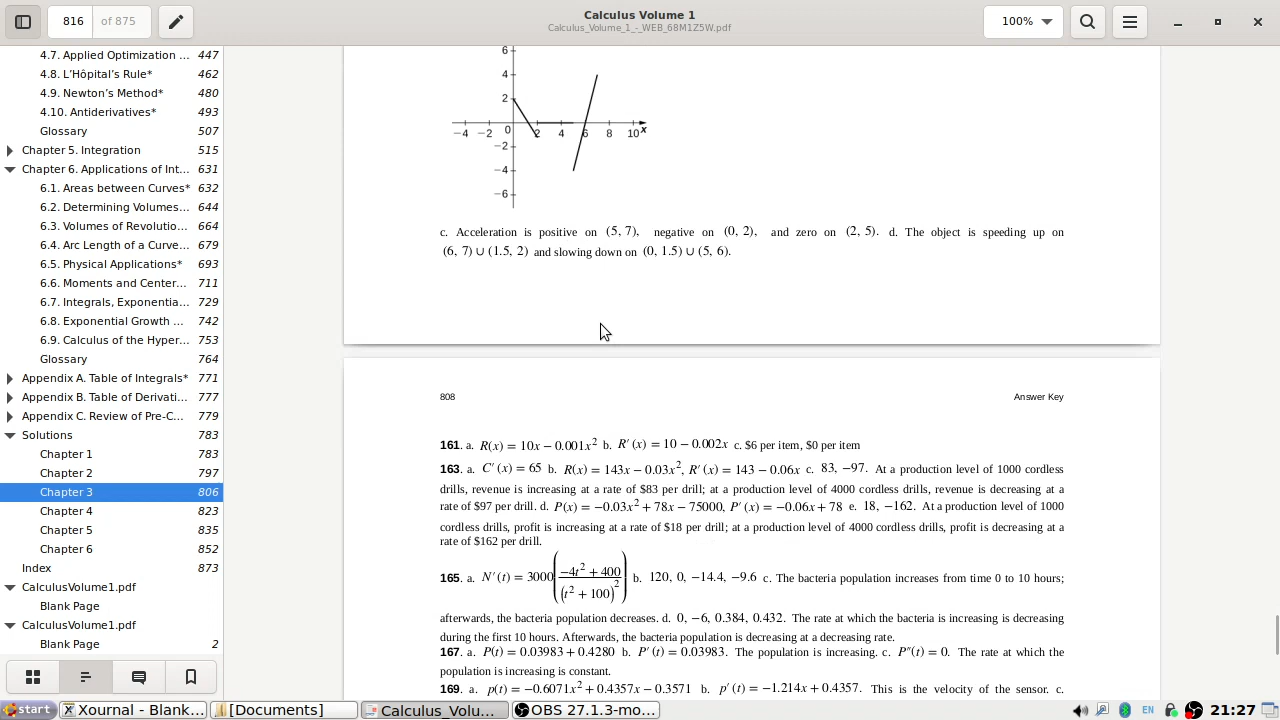 816 of 875
Calculus Volume 1
Calculus_Volume_1_-_WEB_68M1Z5W.pdf
100%
4.7. Applied Optimization ... 447
4.8. L'Hôpital's Rule* 462
4.9. Newton's Method* 480
4.10. Antiderivatives* 493
Glossary 507
Chapter 5. Integration 515
Chapter 6. Applications of Int... 631
6.1. Areas between Curves* 632
6.2. Determining Volumes... 644
6.3. Volumes of Revolutio... 664
6.4. Arc Length of a Curve... 679
6.5. Physical Applications* 693
6.6. Moments and Center... 711
6.7. Integrals, Exponentia... 729
6.8. Exponential Growth ... 742
6.9. Calculus of the Hyper... 753
Glossary 764
Appendix A. Table of Integrals* 771
Appendix B. Table of Derivati... 777
Appendix C. Review of Pre-C... 779
Solutions 783
Chapter 1 783
Chapter 2 797
Chapter 3 806
Chapter 4 823
Chapter 5 835
Chapter 6 852
Index 873
CalculusVolume1.pdf
Blank Page
CalculusVolume1.pdf
Blank Page 2
6
4
2
−4 −2 0 2 4 6 8 10 x
−2
−4
−6
c. Acceleration is positive on (5, 7), negative on (0, 2), and zero on (2, 5). d. The object is speeding up on
(6, 7) ∪ (1.5, 2) and slowing down on (0, 1.5) ∪ (5, 6).
808 Answer Key
161. a. R(x) = 10x − 0.001x² b. R′(x) = 10 − 0.002x c. $6 per item, $0 per item
163. a. C′(x) = 65 b. R(x) = 143x − 0.03x², R′(x) = 143 − 0.06x c. 83, −97. At a production level of 1000 cordless
drills, revenue is increasing at a rate of $83 per drill; at a production level of 4000 cordless drills, revenue is decreasing at a
rate of $97 per drill. d. P(x) = −0.03x² + 78x − 75000, P′(x) = −0.06x + 78 e. 18, −162. At a production level of 1000
cordless drills, profit is increasing at a rate of $18 per drill; at a production level of 4000 cordless drills, profit is decreasing at a
rate of $162 per drill.
165. a. N′(t) = 3000((−4t² + 400)/(t² + 100)²) b. 120, 0, −14.4, −9.6 c. The bacteria population increases from time 0 to 10 hours;
afterwards, the bacteria population decreases. d. 0, −6, 0.384, 0.432. The rate at which the bacteria is increasing is decreasing
during the first 10 hours. Afterwards, the bacteria population is decreasing at a decreasing rate.
167. a. P(t) = 0.03983 + 0.4280 b. P′(t) = 0.03983. The population is increasing. c. P″(t) = 0. The rate at which the
population is increasing is constant.
169. a. p(t) = −0.6071x² + 0.4357x − 0.3571 b. p′(t) = −1.214x + 0.4357. This is the velocity of the sensor. c.
start Xournal - Blank... [Documents] Calculus_Volu... OBS 27.1.3-mo... EN 21:27